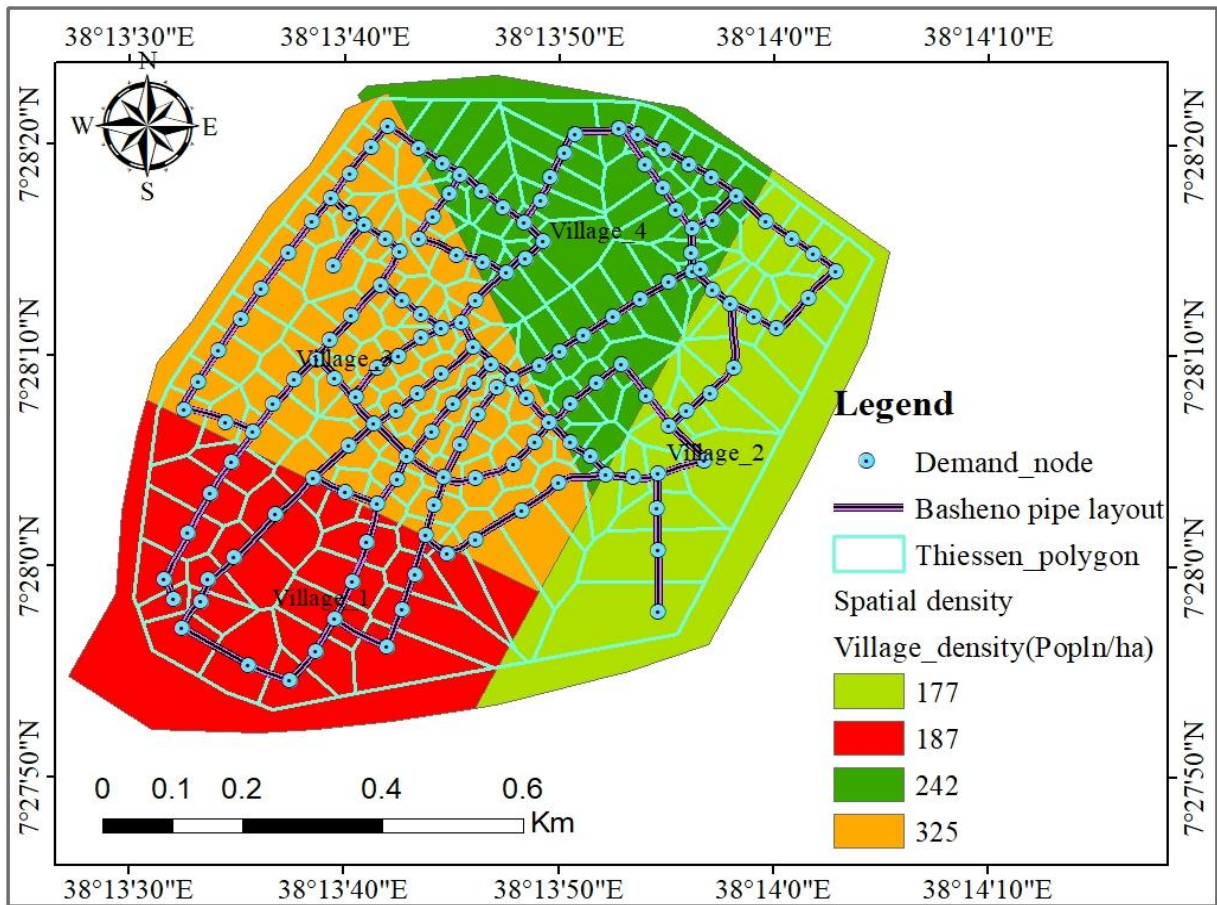 38°13'30"E 38°13'40"E 38°13'50"E 38°14'0"E 38°14'10"E
N
W E
S
7°28'20"N 7°28'20"N
Village_4
7°28'10"N 7°28'10"N
Village_3
Legend
Village_2
Demand_node
Basheno pipe layout
Thiessen_polygon
7°28'0"N 7°28'0"N
Village_1
Spatial density
Village_density(Popln/ha)
177
187
242
325
7°27'50"N 7°27'50"N
0 0.1 0.2 0.4 0.6
Km
38°13'30"E 38°13'40"E 38°13'50"E 38°14'0"E 38°14'10"E